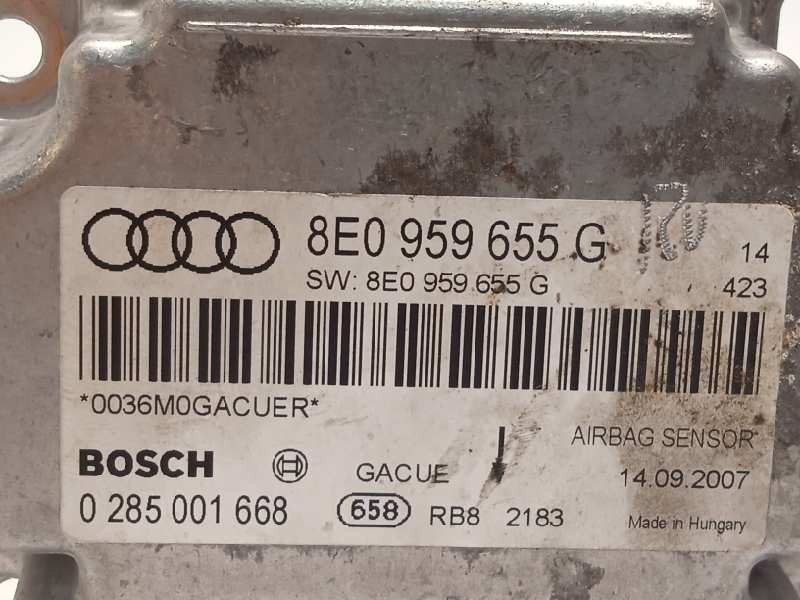 8E0 959 655 G
14
SW: 8E0 959 655 G
423
*0036M0GACUER*
AIRBAG SENSOR
BOSCH
GACUE
14.09.2007
0 285 001 668
658
RB8 2183
Made in Hungary